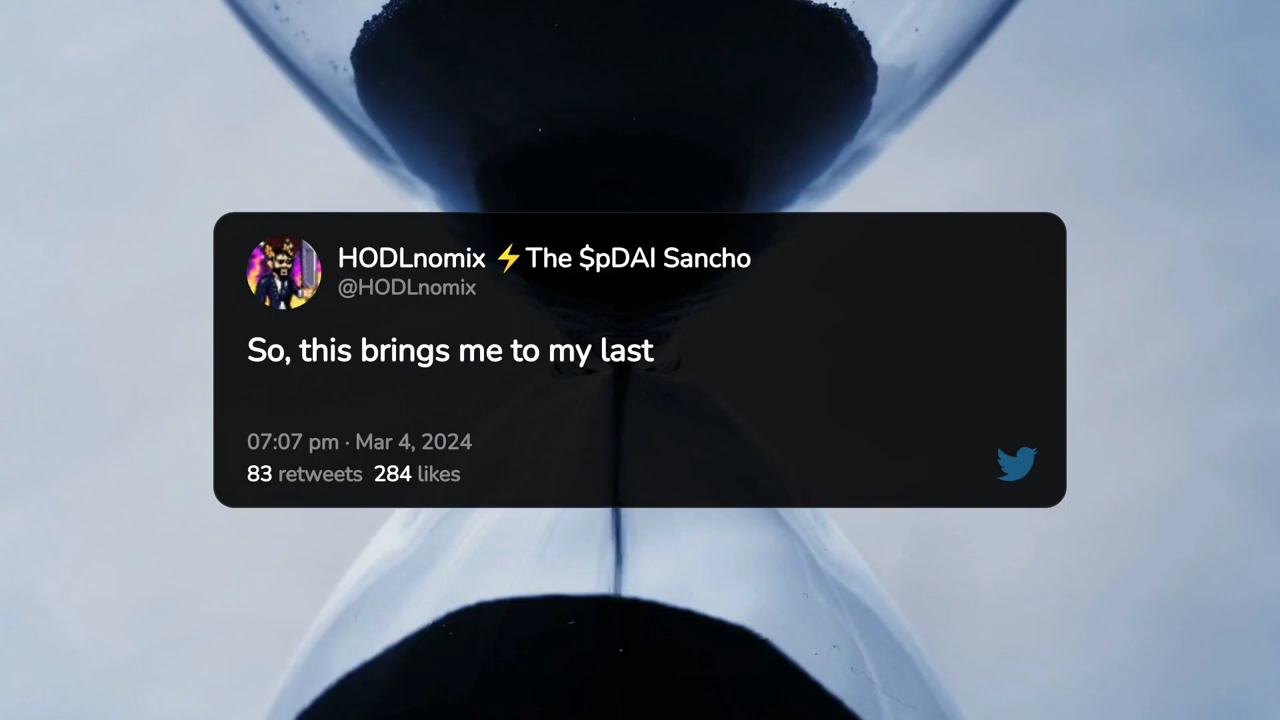 HODLnomix ⚡The $pDAI Sancho
@HODLnomix
So, this brings me to my last
07:07 pm · Mar 4, 2024
83 retweets 284 likes